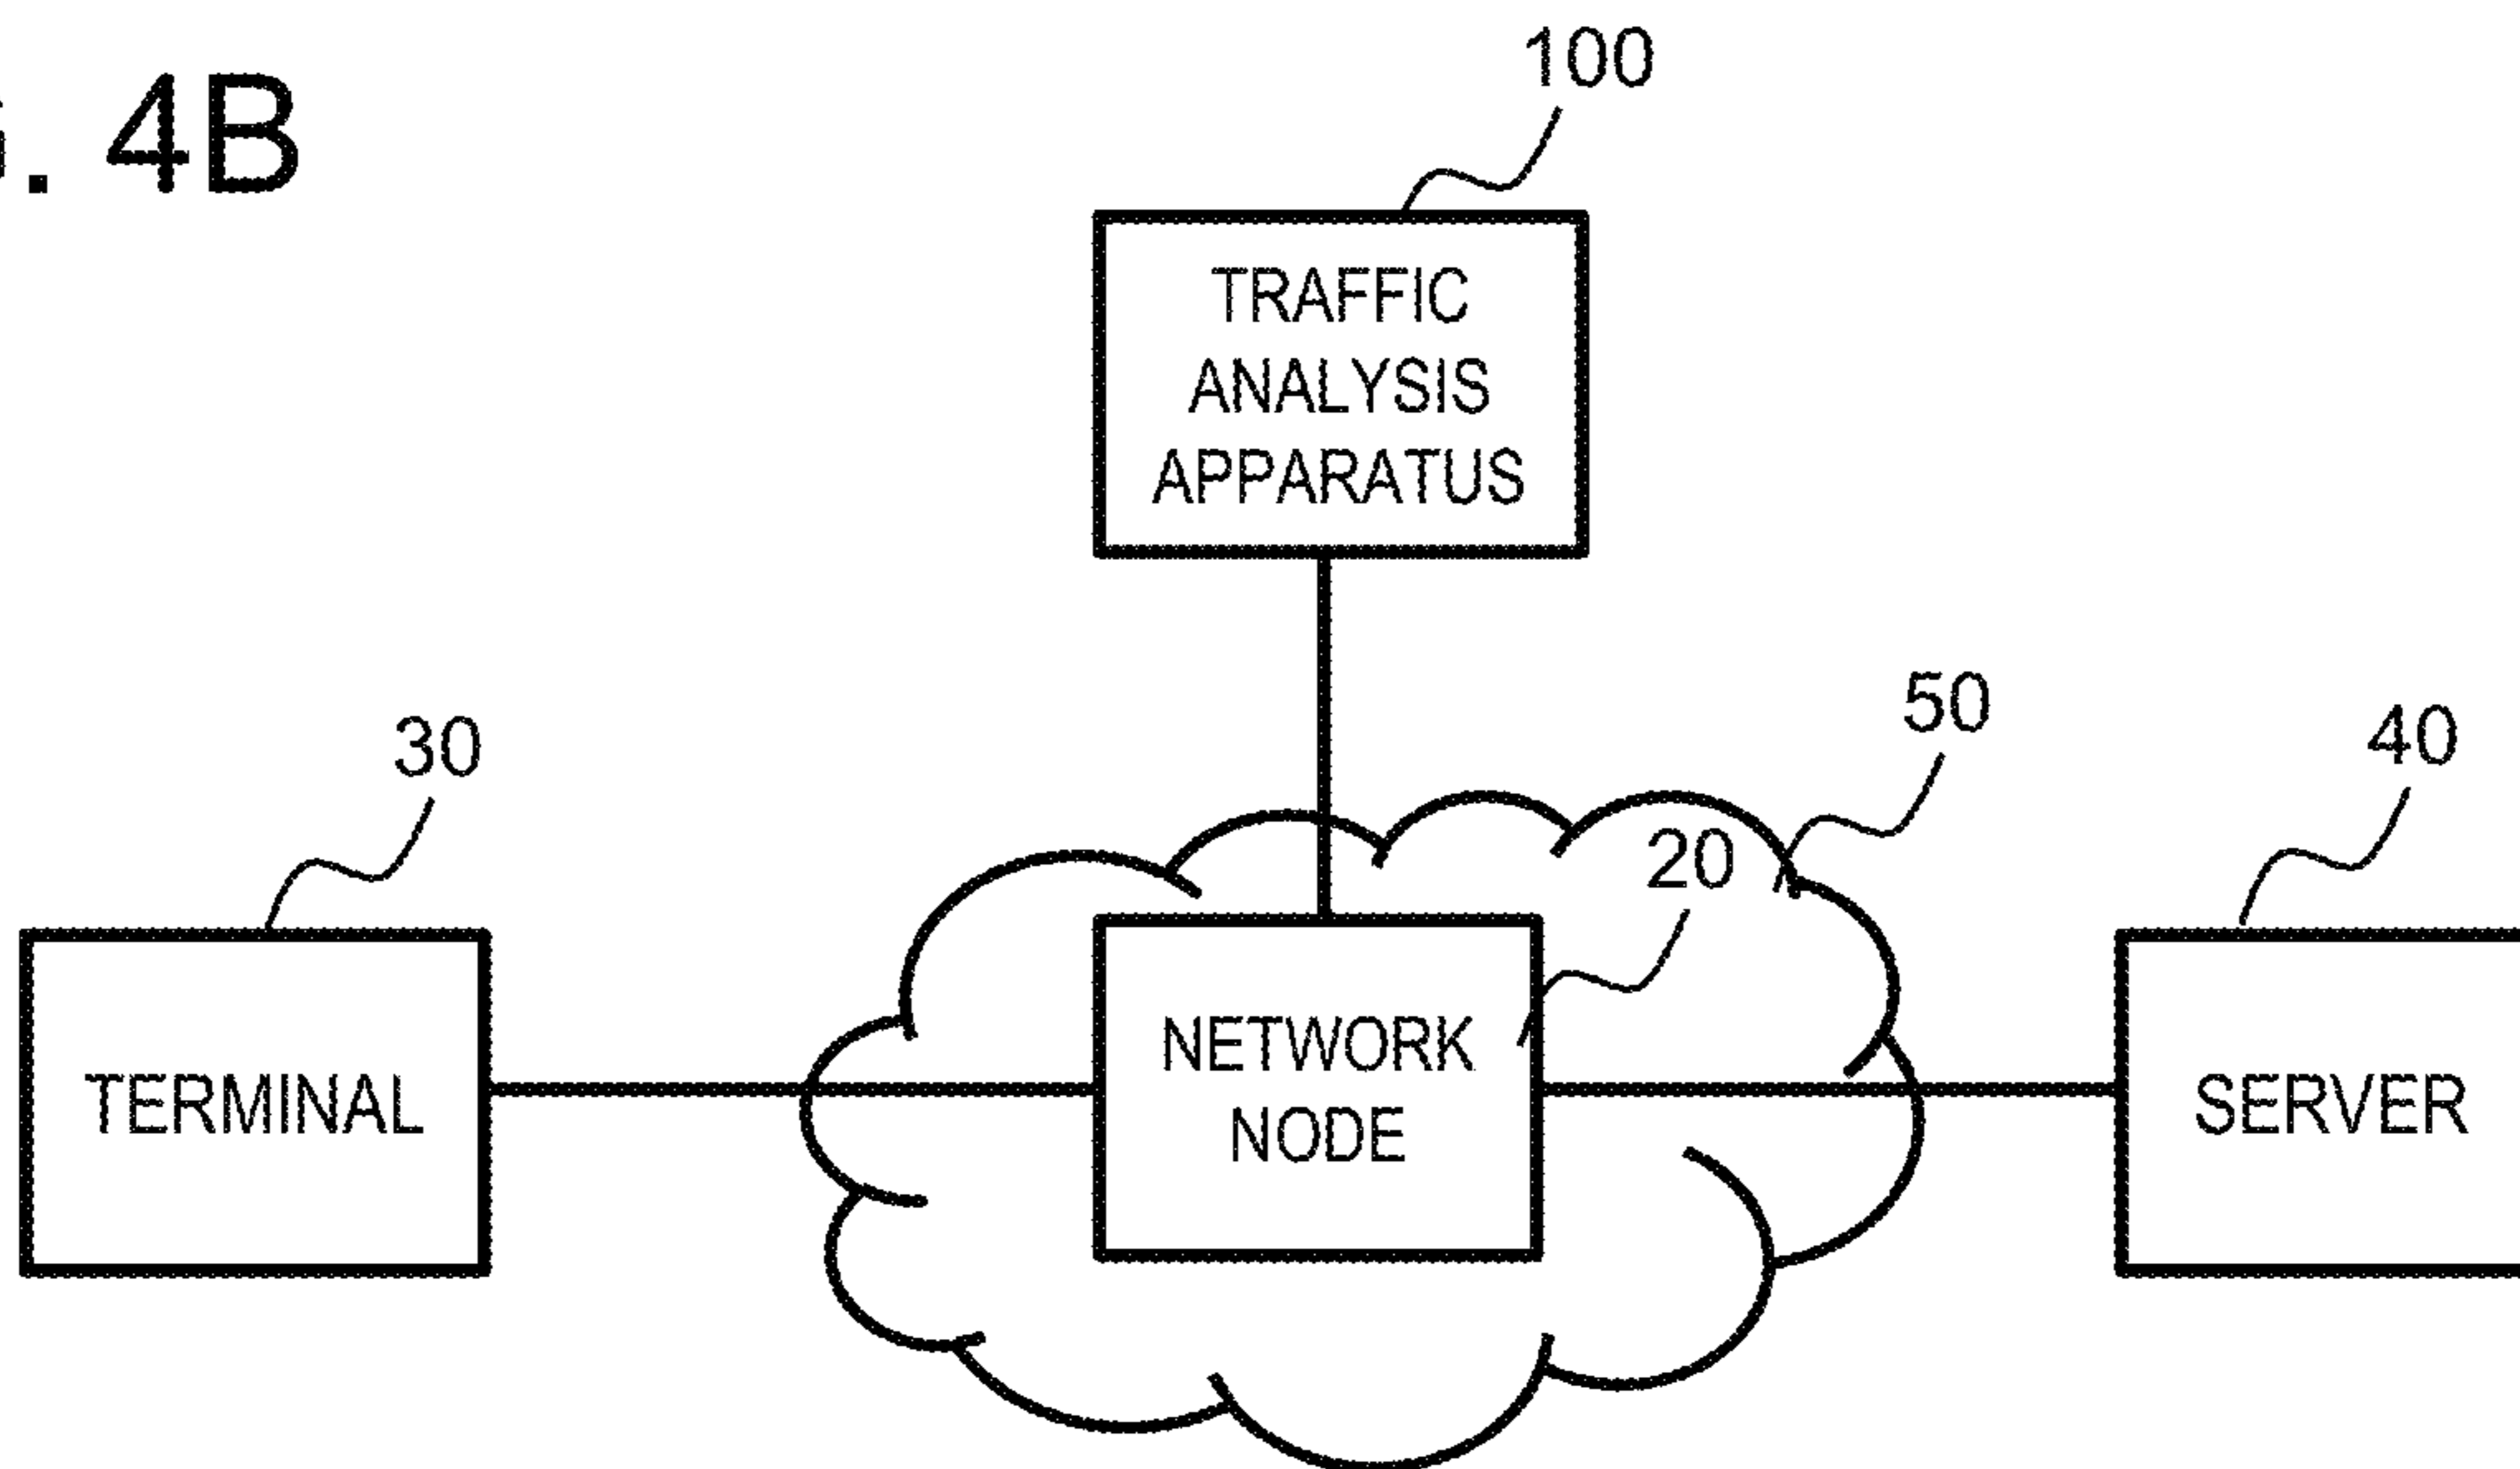 . 4B
100
TRAFFIC
ANALYSIS
APPARATUS
50
40
30
20
NETWORK
NODE
TERMINAL
SERVER